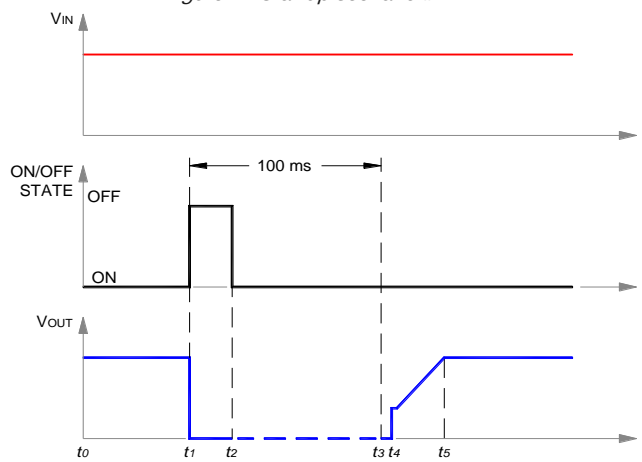 VIN
ON/OFF
STATE
OFF
100 ms
ON
VOUT
t0 t1 t2 t3 t4 t5